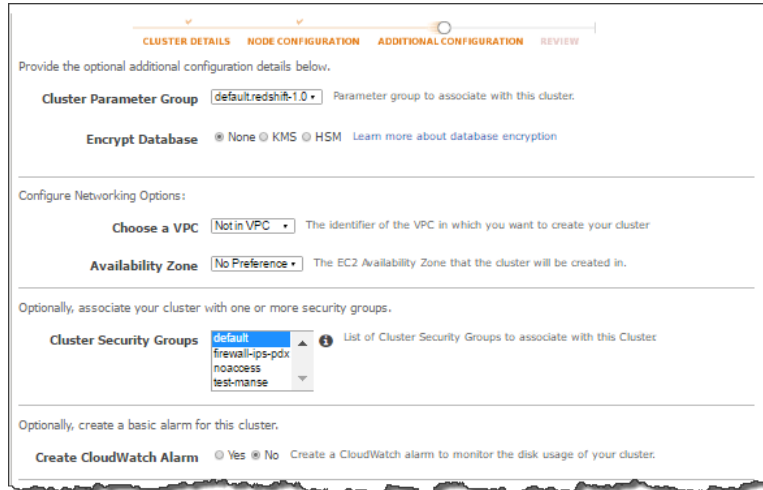 CLUSTER DETAILS NODE CONFIGURATION ADDITIONAL CONFIGURATION REVIEW
Provide the optional additional configuration details below.
Cluster Parameter Group default.redshift-1.0 Parameter group to associate with this cluster.
Encrypt Database None KMS HSM Learn more about database encryption
Configure Networking Options:
Choose a VPC Not in VPC The identifier of the VPC in which you want to create your cluster
Availability Zone No Preference The EC2 Availability Zone that the cluster will be created in.
Optionally, associate your cluster with one or more security groups.
Cluster Security Groups default List of Cluster Security Groups to associate with this Cluster.
firewall-ips-pdx
noaccess
test-manse
Optionally, create a basic alarm for this cluster.
Create CloudWatch Alarm Yes No Create a CloudWatch alarm to monitor the disk usage of your cluster.